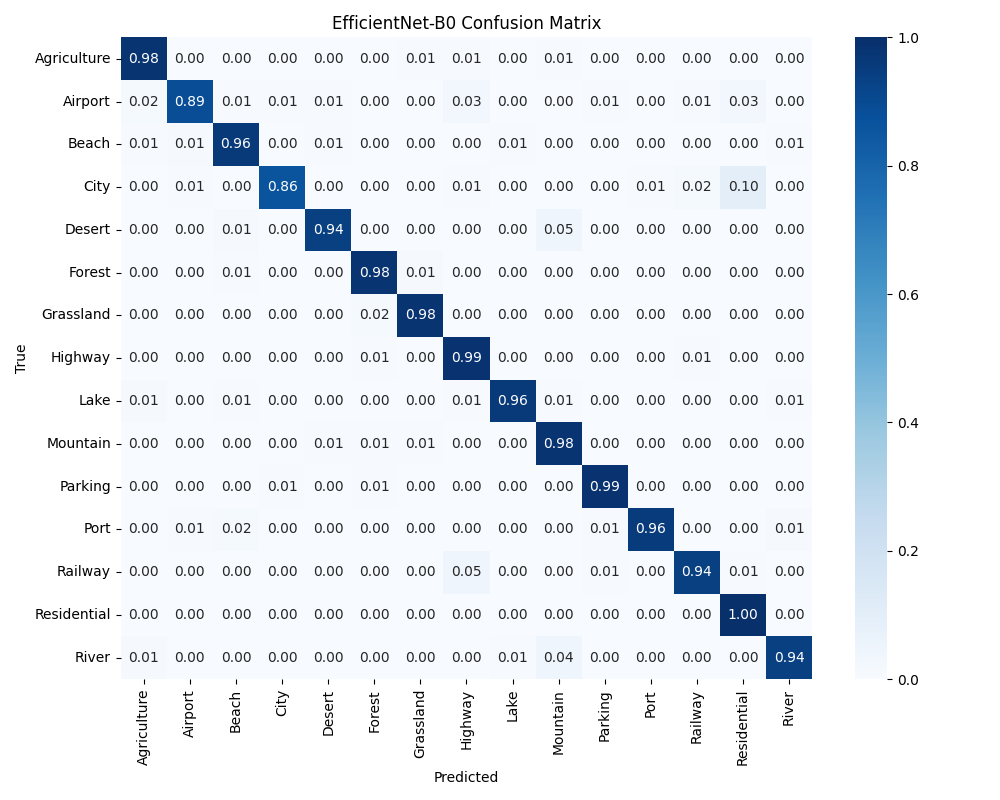 EfficientNet-B0 Confusion Matrix
Agriculture 0.98 0.00 0.00 0.00 0.00 0.00 0.01 0.01 0.00 0.01 0.00 0.00 0.00 0.00 0.00
Airport 0.02 0.89 0.01 0.01 0.01 0.00 0.00 0.03 0.00 0.00 0.01 0.00 0.01 0.03 0.00
Beach 0.01 0.01 0.96 0.00 0.01 0.00 0.00 0.00 0.01 0.00 0.00 0.00 0.00 0.00 0.01
City 0.00 0.01 0.00 0.86 0.00 0.00 0.00 0.01 0.00 0.00 0.00 0.01 0.02 0.10 0.00
Desert 0.00 0.00 0.01 0.00 0.94 0.00 0.00 0.00 0.00 0.05 0.00 0.00 0.00 0.00 0.00
Forest 0.00 0.00 0.01 0.00 0.00 0.98 0.01 0.00 0.00 0.00 0.00 0.00 0.00 0.00 0.00
Grassland 0.00 0.00 0.00 0.00 0.00 0.02 0.98 0.00 0.00 0.00 0.00 0.00 0.00 0.00 0.00
Highway 0.00 0.00 0.00 0.00 0.00 0.01 0.00 0.99 0.00 0.00 0.00 0.00 0.01 0.00 0.00
Lake 0.01 0.00 0.01 0.00 0.00 0.00 0.00 0.01 0.96 0.01 0.00 0.00 0.00 0.00 0.01
Mountain 0.00 0.00 0.00 0.00 0.01 0.01 0.01 0.00 0.00 0.98 0.00 0.00 0.00 0.00 0.00
Parking 0.00 0.00 0.00 0.01 0.00 0.01 0.00 0.00 0.00 0.00 0.99 0.00 0.00 0.00 0.00
Port 0.00 0.01 0.02 0.00 0.00 0.00 0.00 0.00 0.00 0.00 0.01 0.96 0.00 0.00 0.01
Railway 0.00 0.00 0.00 0.00 0.00 0.00 0.00 0.05 0.00 0.00 0.01 0.00 0.94 0.01 0.00
Residential 0.00 0.00 0.00 0.00 0.00 0.00 0.00 0.00 0.00 0.00 0.00 0.00 0.00 1.00 0.00
River 0.01 0.00 0.00 0.00 0.00 0.00 0.00 0.00 0.01 0.04 0.00 0.00 0.00 0.00 0.94
True
Agriculture Airport Beach City Desert Forest Grassland Highway Lake Mountain Parking Port Railway Residential River
Predicted
1.0
0.8
0.6
0.4
0.2
0.0